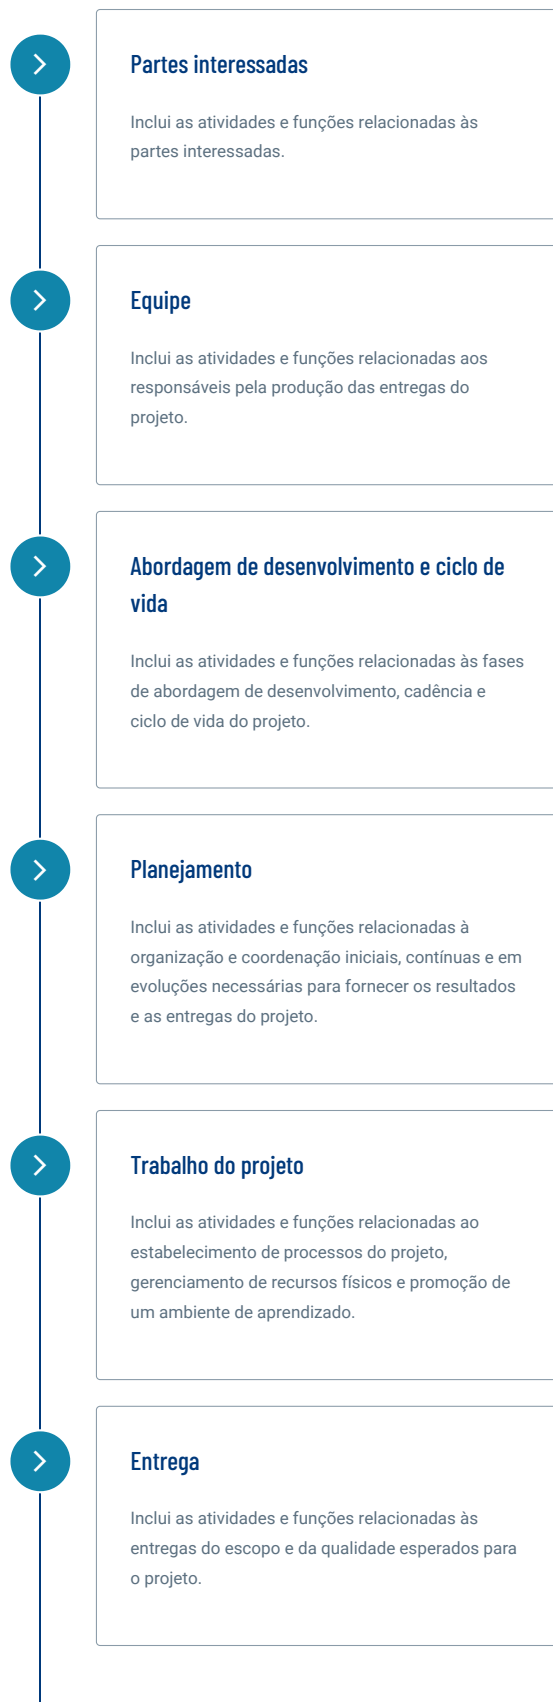 Partes interessadas
Inclui as atividades e funções relacionadas às
partes interessadas.
Equipe
Inclui as atividades e funções relacionadas aos
responsáveis pela produção das entregas do
projeto.
Abordagem de desenvolvimento e ciclo de
vida
Inclui as atividades e funções relacionadas às fases
de abordagem de desenvolvimento, cadência e
ciclo de vida do projeto.
Planejamento
Inclui as atividades e funções relacionadas à
organização e coordenação iniciais, contínuas e em
evoluções necessárias para fornecer os resultados
e as entregas do projeto.
Trabalho do projeto
Inclui as atividades e funções relacionadas ao
estabelecimento de processos do projeto,
gerenciamento de recursos físicos e promoção de
um ambiente de aprendizado.
Entrega
Inclui as atividades e funções relacionadas às
entregas do escopo e da qualidade esperados para
o projeto.